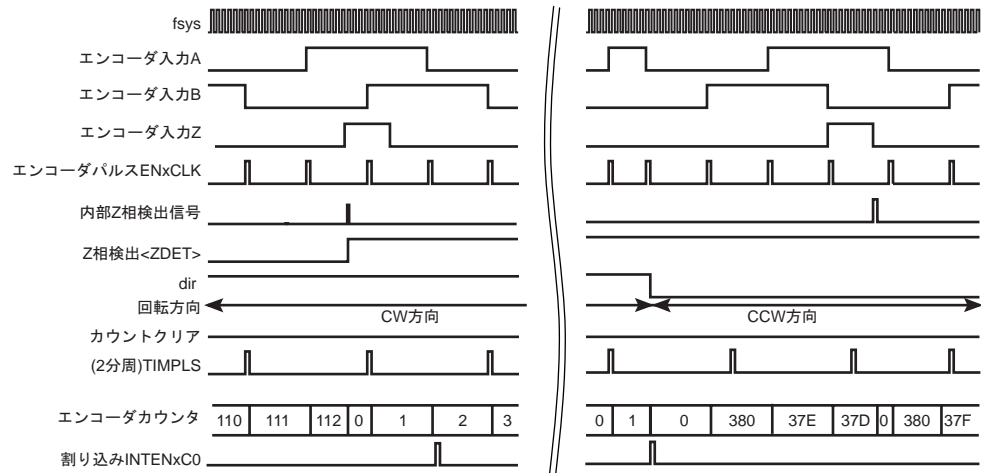 fsys
エンコーダ入力A
エンコーダ入力B
エンコーダ入力Z
エンコーダパルスENxCLK
内部Z相検出信号
Z相検出<ZDET>
dir
回転方向
CW方向
CCW方向
カウントクリア
(2分周)TIMPLS
エンコーダカウンタ 110 111 112 0 1 2 3 0 1 0 380 37E 37D 0 380 37F
割り込みINTENxC0